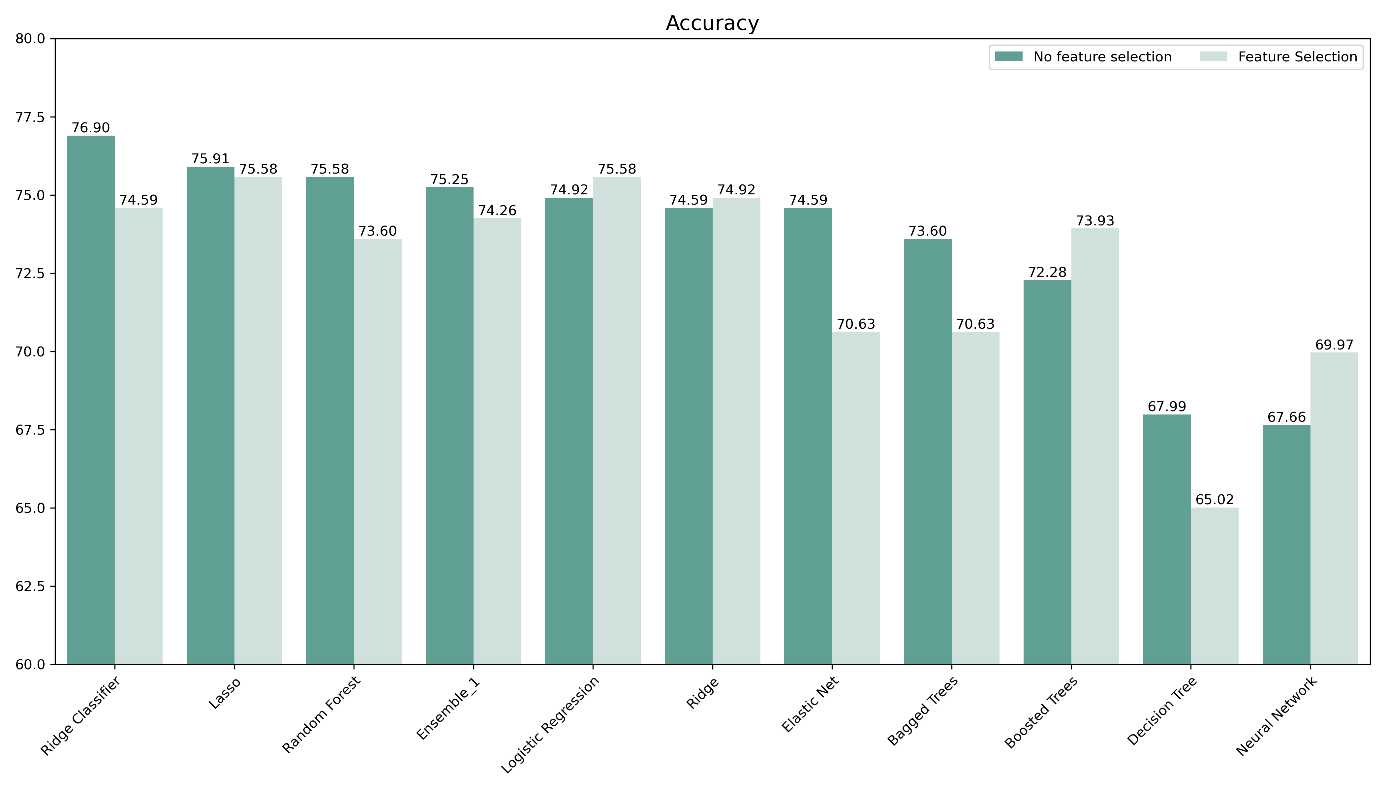 Accuracy
No feature selection Feature Selection
80.0
77.5
75.0
72.5
70.0
67.5
65.0
62.5
60.0
76.90 74.59
75.91 75.58
75.58 73.60
75.25 74.26
74.92 75.58
74.59 74.92
74.59 70.63
73.60 70.63
72.28 73.93
67.99 65.02
67.66 69.97
Ridge Classifier
Lasso
Random Forest
Ensemble_1
Logistic Regression
Ridge
Elastic Net
Bagged Trees
Boosted Trees
Decision Tree
Neural Network